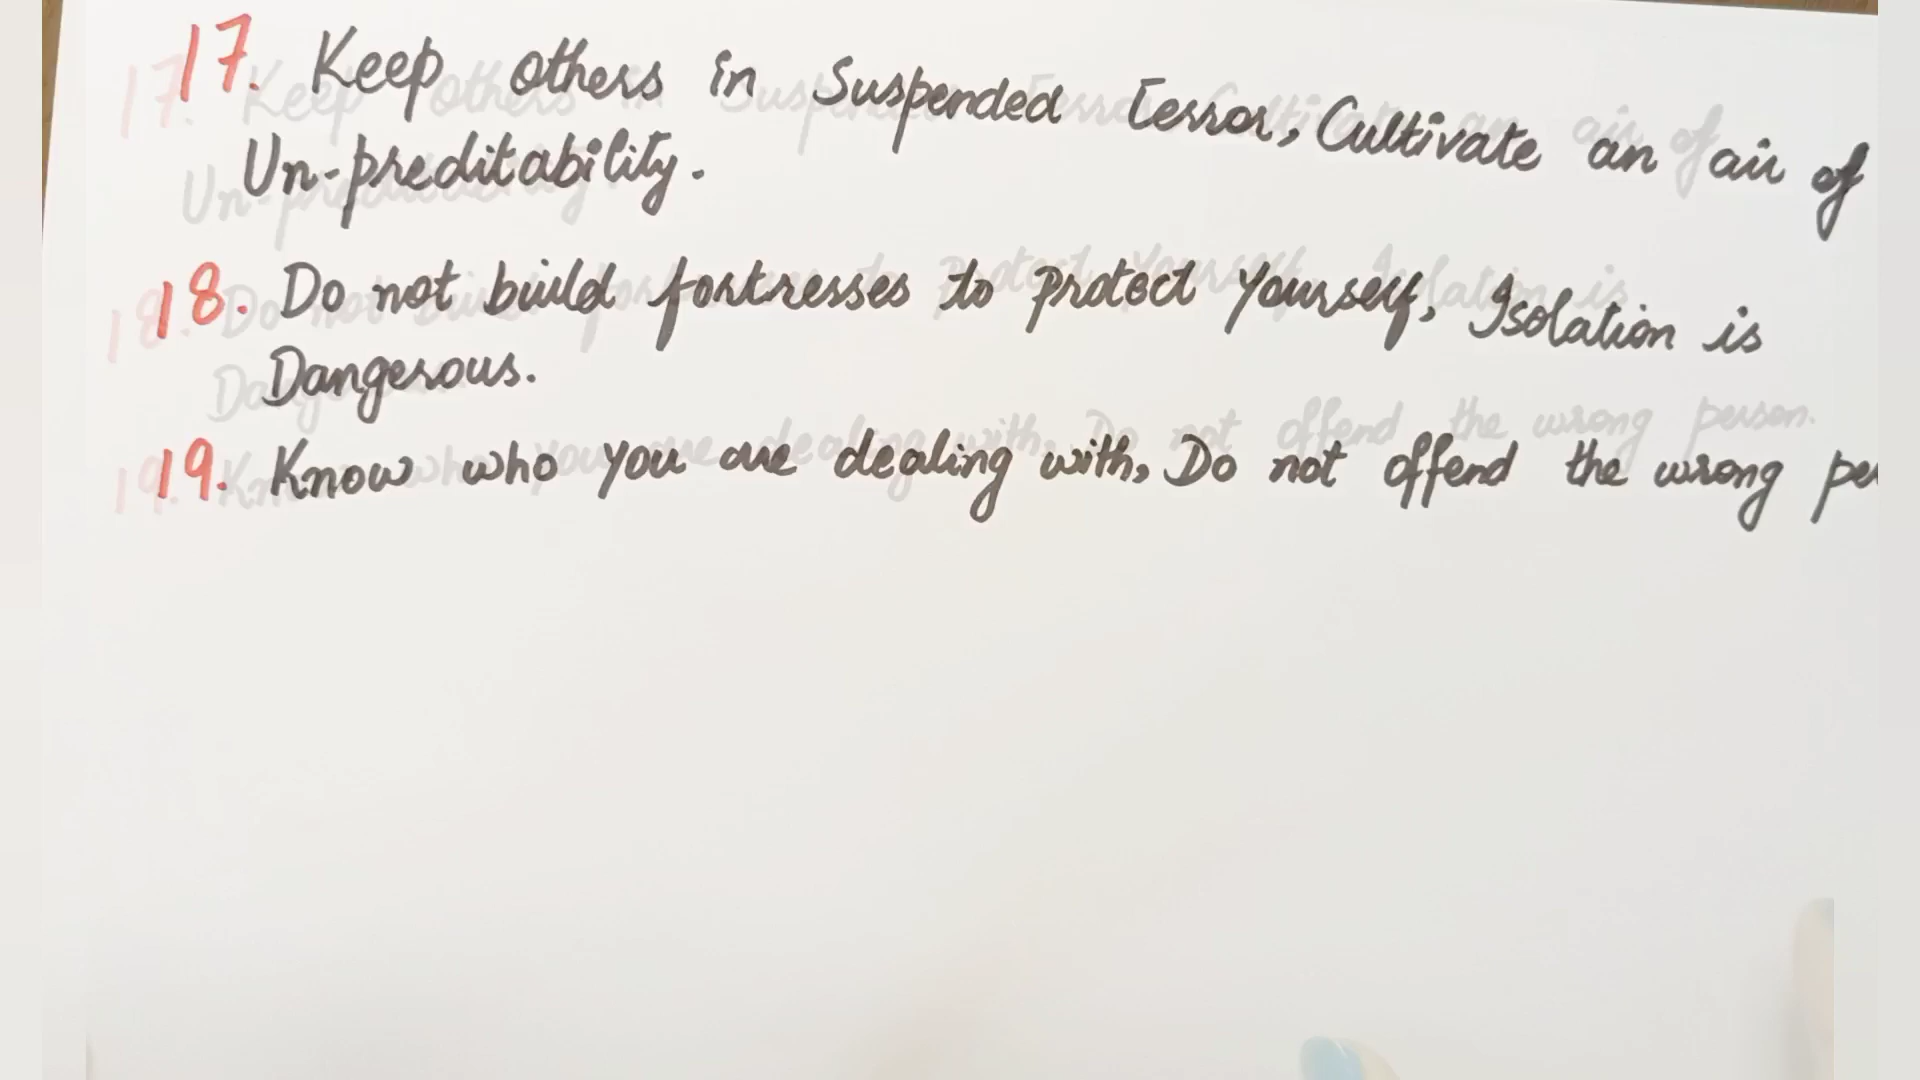 17. Keep others in Suspended Terror, Cultivate an air of
Un-preditability.
18. Do not build fortresses to protect yourself, Isolation is
Dangerous.
19. Know who you are dealing with, Do not offend the wrong person.